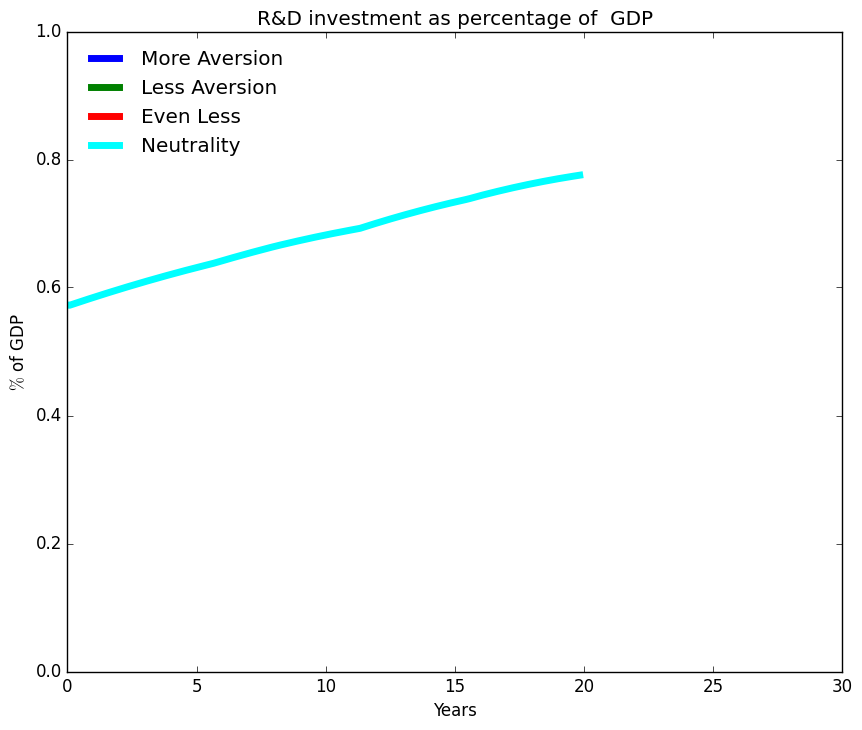 R&D investment as percentage of  GDP
More Aversion
Less Aversion
Even Less
Neutrality
1.0
0.8
0.6
0.4
0.2
0.0
% of GDP
0 5 10 15 20 25 30
Years